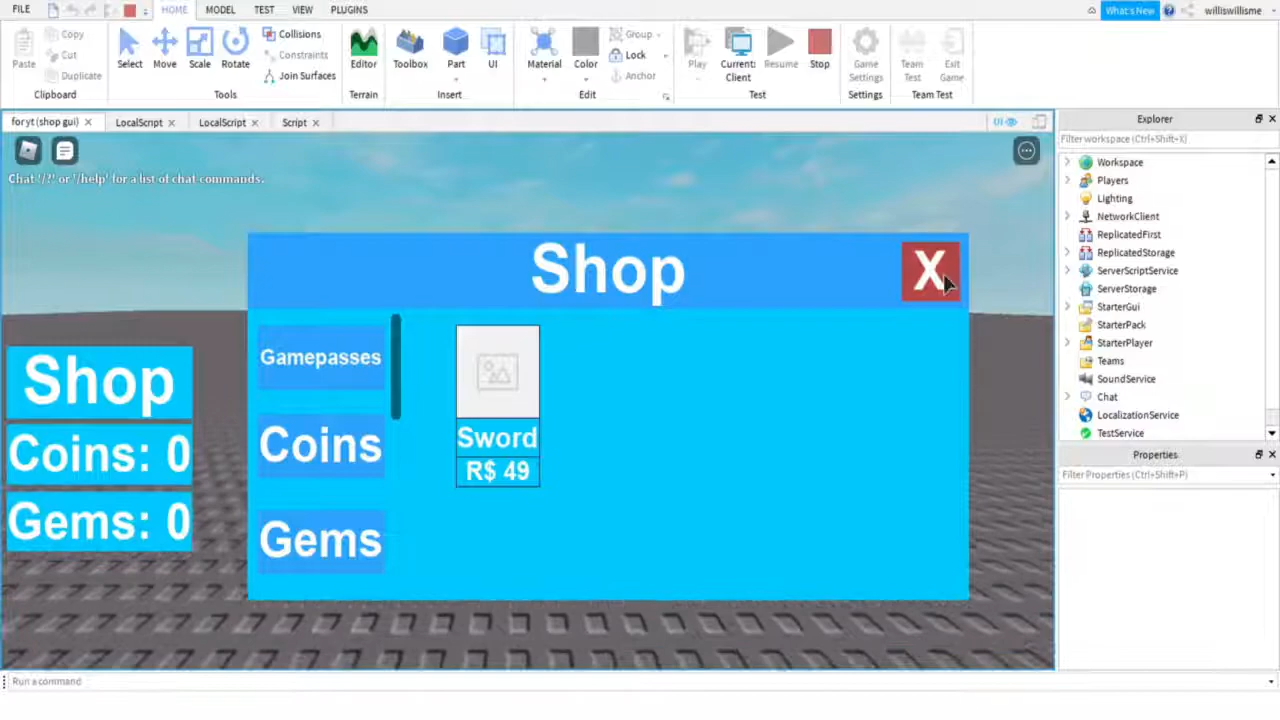 FILE HOME MODEL TEST VIEW PLUGINS What's New williswillisme
Paste Copy Cut Duplicate Clipboard
Select Move Scale Rotate Collisions Constraints Join Surfaces Tools
Editor Terrain
Toolbox Part UI Insert
Material Color Group Lock Anchor Edit
Play Current: Client Resume Stop Test
Game Settings Settings
Team Test Exit Game Team Test
for yt (shop gui) LocalScript LocalScript Script UI
Chat '/?' or '/help' for a list of chat commands.
Shop
X
Gamepasses
Coins
Gems
Sword
R$ 49
Shop
Coins: 0
Gems: 0
Explorer
Filter workspace (Ctrl+Shift+X)
Workspace
Players
Lighting
NetworkClient
ReplicatedFirst
ReplicatedStorage
ServerScriptService
ServerStorage
StarterGui
StarterPack
StarterPlayer
Teams
SoundService
Chat
LocalizationService
TestService
Properties
Filter Properties (Ctrl+Shift+P)
Run a command